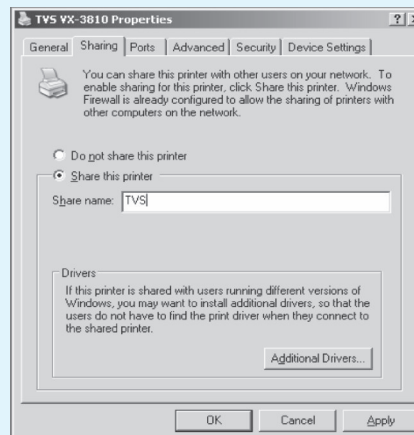 TVS VX-3810 Properties
General Sharing Ports Advanced Security Device Settings
You can share this printer with other users on your network. To
enable sharing for this printer, click Share this printer. Windows
Firewall is already configured to allow the sharing of printers with
other computers on the network.
Do not share this printer
Share this printer
Share name: TVS
Drivers
If this printer is shared with users running different versions of
Windows, you may want to install additional drivers, so that the
users do not have to find the print driver when they connect to
the shared printer.
Additional Drivers...
OK Cancel Apply